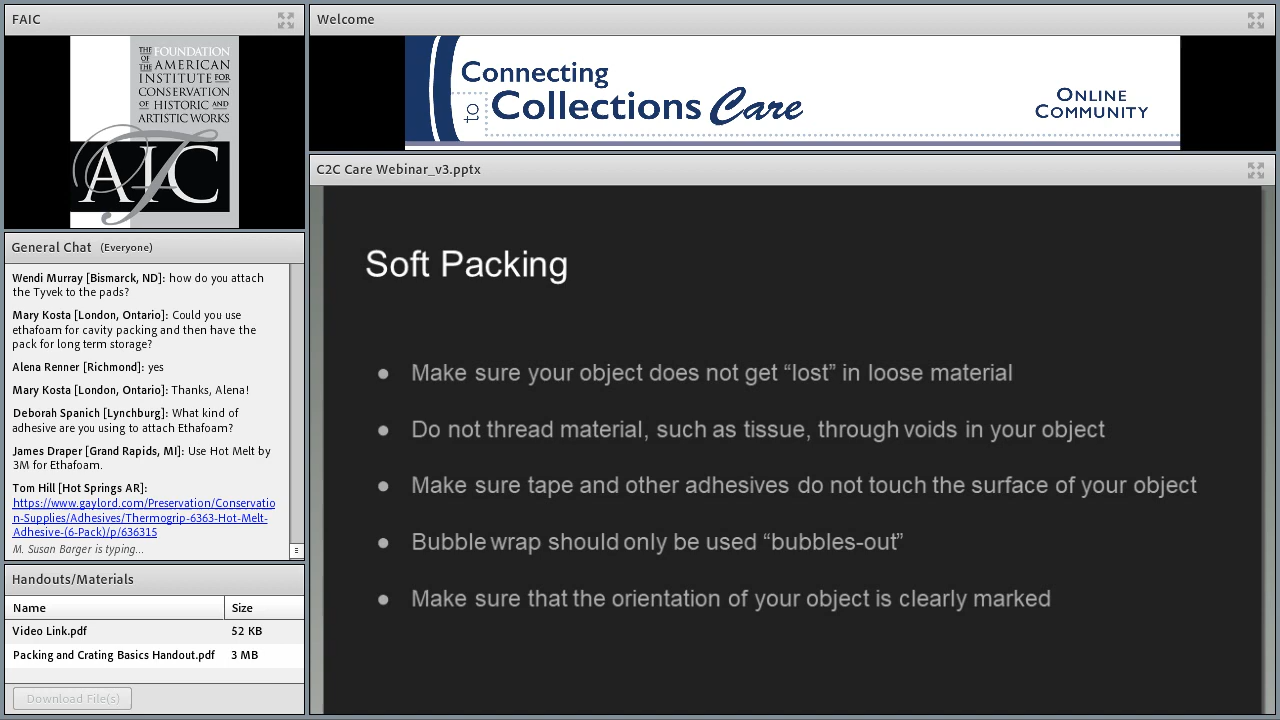 FAIC
THE FOUNDATION
OF THE AMERICAN
INSTITUTE FOR
CONSERVATION
OF HISTORIC AND
ARTISTIC WORKS
AIC
General Chat (Everyone)
Wendi Murray [Bismarck, ND]: how do you attach
the Tyvek to the pads?
Mary Kosta [London, Ontario]: Could you use
ethafoam for cavity packing and then have the
pack for long term storage?
Alena Renner [Richmond]: yes
Mary Kosta [London, Ontario]: Thanks, Alena!
Deborah Spanich [Lynchburg]: What kind of
adhesive are you using to attach Ethafoam?
James Draper [Grand Rapids, MI]: Use Hot Melt by
3M for Ethafoam.
Tom Hill [Hot Springs AR]:
https://www.gaylord.com/Preservation/Conservatio
n-Supplies/Adhesives/Thermogrip-6363-Hot-Melt-
Adhesive-(6-Pack)/p/636315
M. Susan Barger is typing...
Handouts/Materials
Name Size
Video Link.pdf 52 KB
Packing and Crating Basics Handout.pdf 3 MB
Download File(s)
Welcome
Connecting
to Collections Care
ONLINE
COMMUNITY
C2C Care Webinar_v3.pptx
Soft Packing
● Make sure your object does not get “lost” in loose material
● Do not thread material, such as tissue, through voids in your object
● Make sure tape and other adhesives do not touch the surface of your object
● Bubble wrap should only be used “bubbles-out”
● Make sure that the orientation of your object is clearly marked